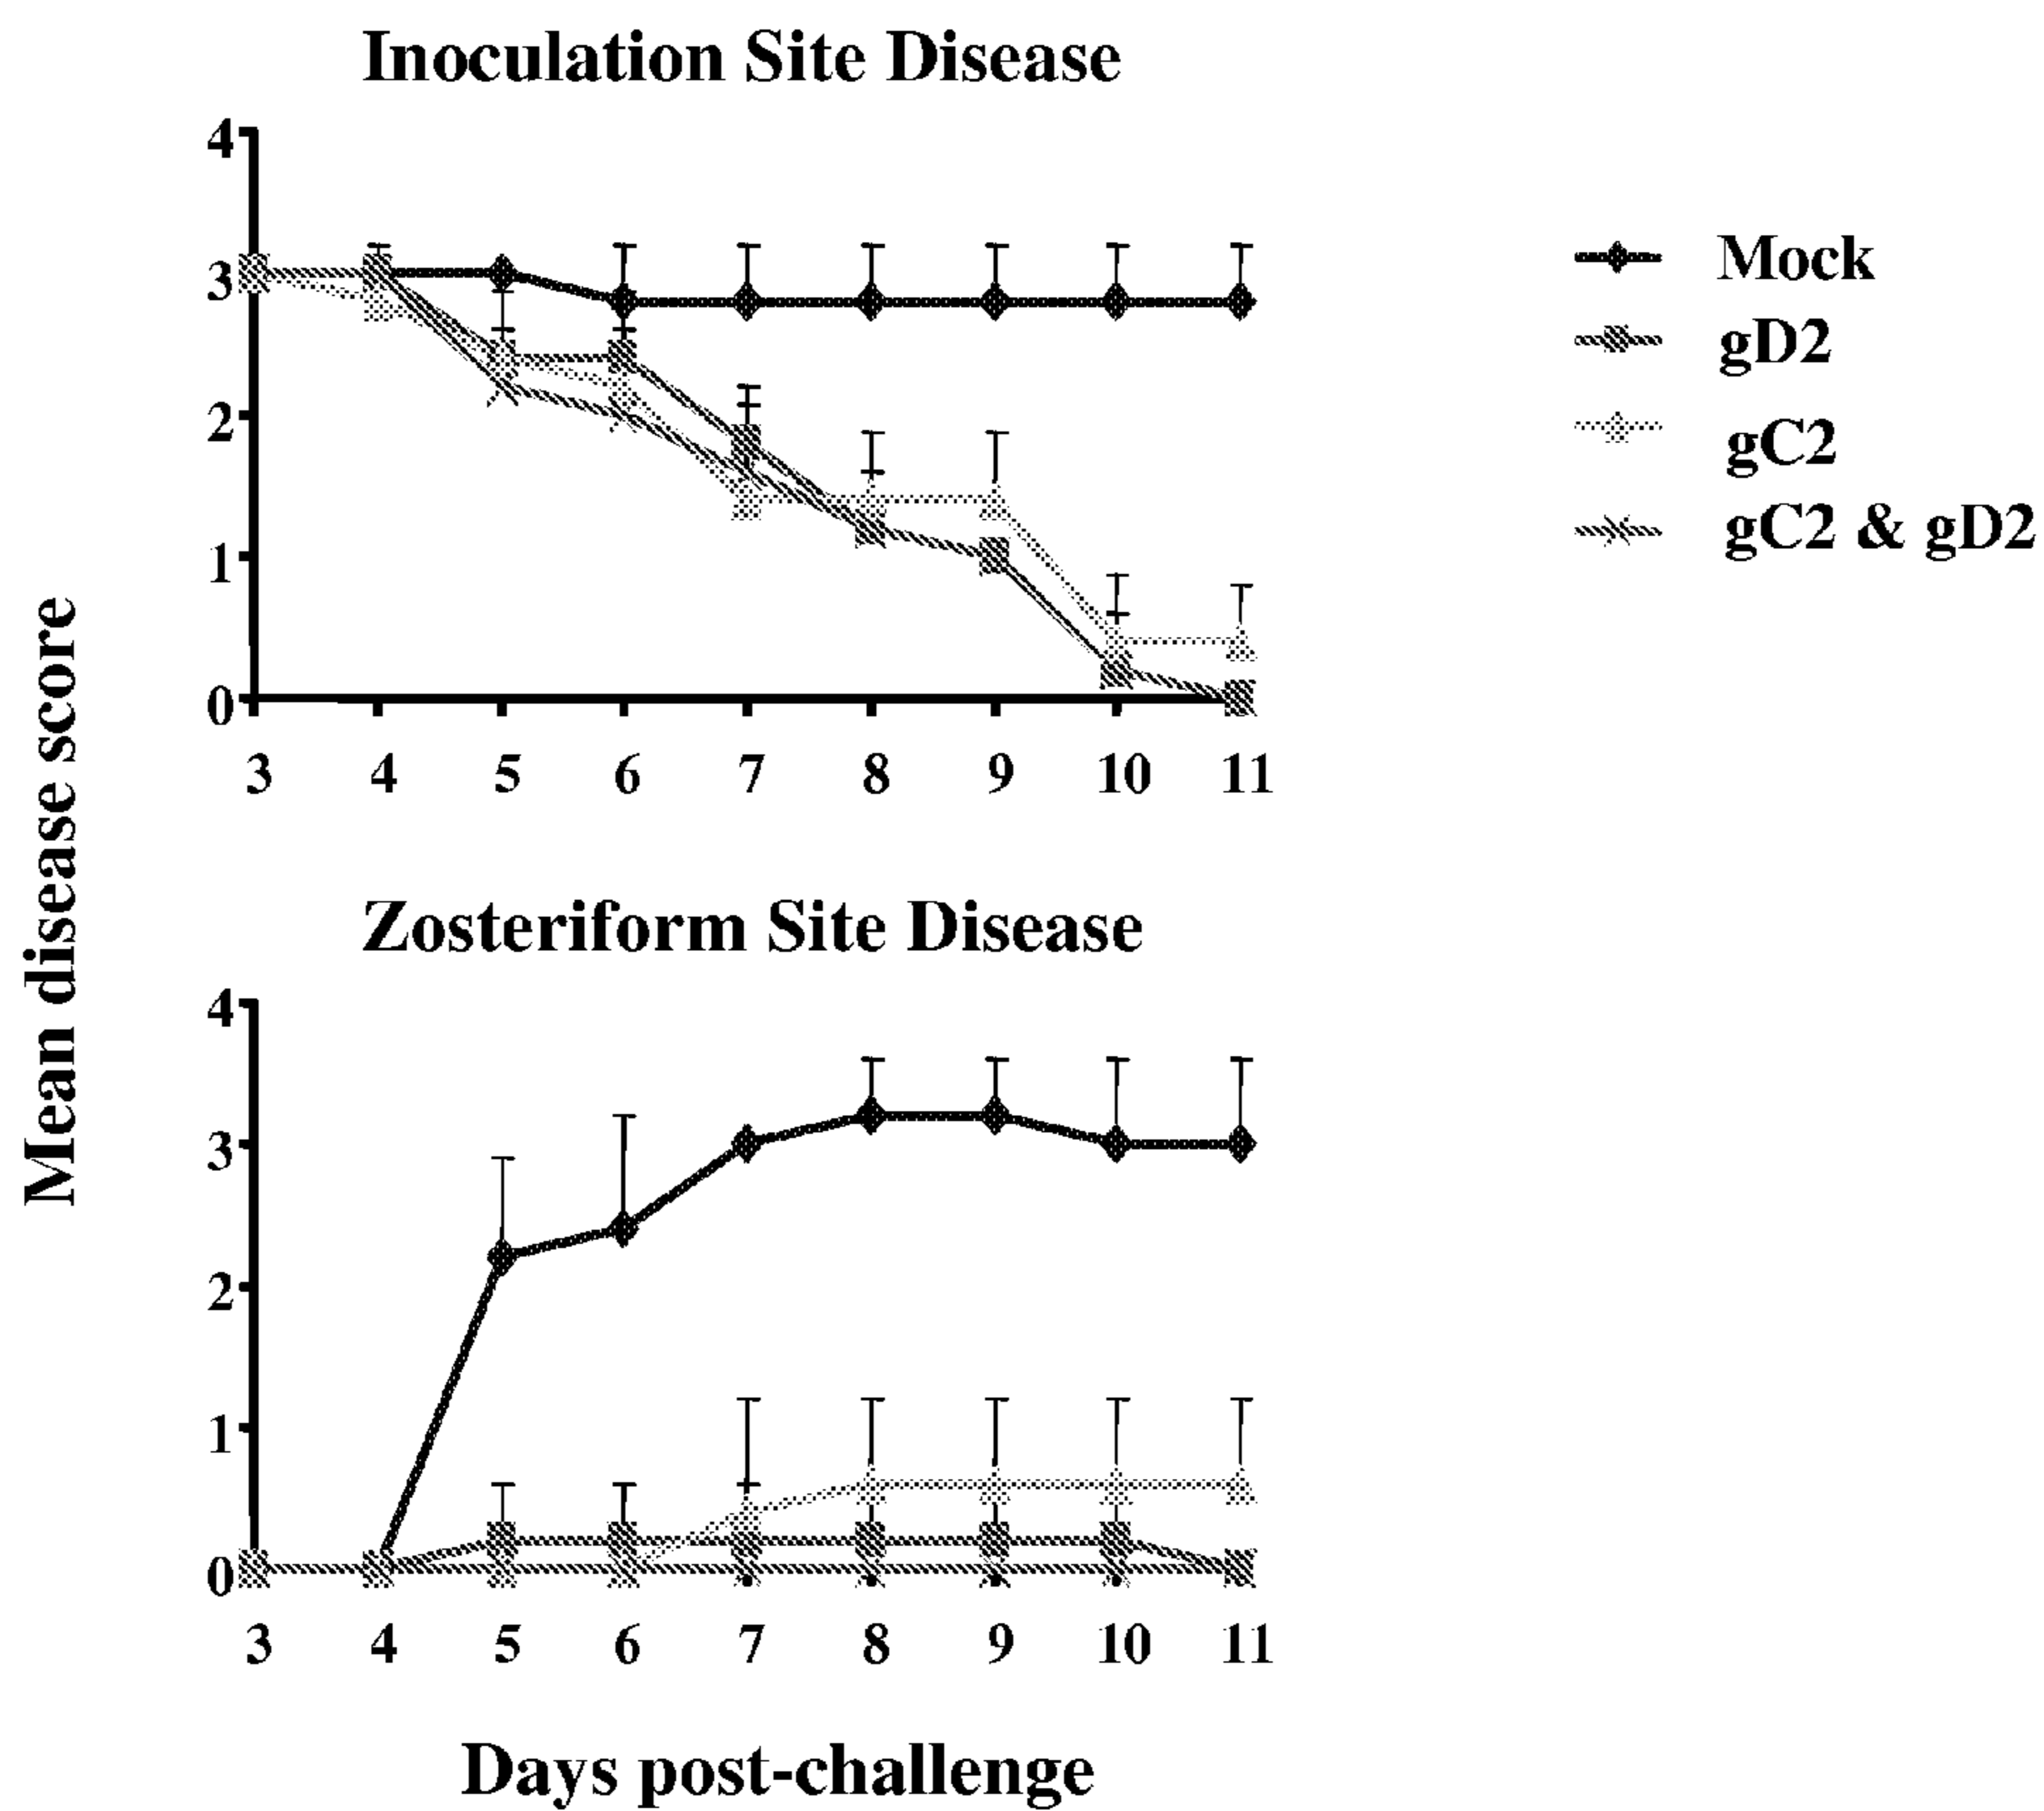 Inoculation Site Disease
4
3
2
1
0
3 4 5 6 7 8 9 10 11
Mock
gD2
gC2
gC2 & gD2
Mean disease score
Zosteriform Site Disease
4
3
2
1
0
3 4 5 6 7 8 9 10 11
Days post-challenge